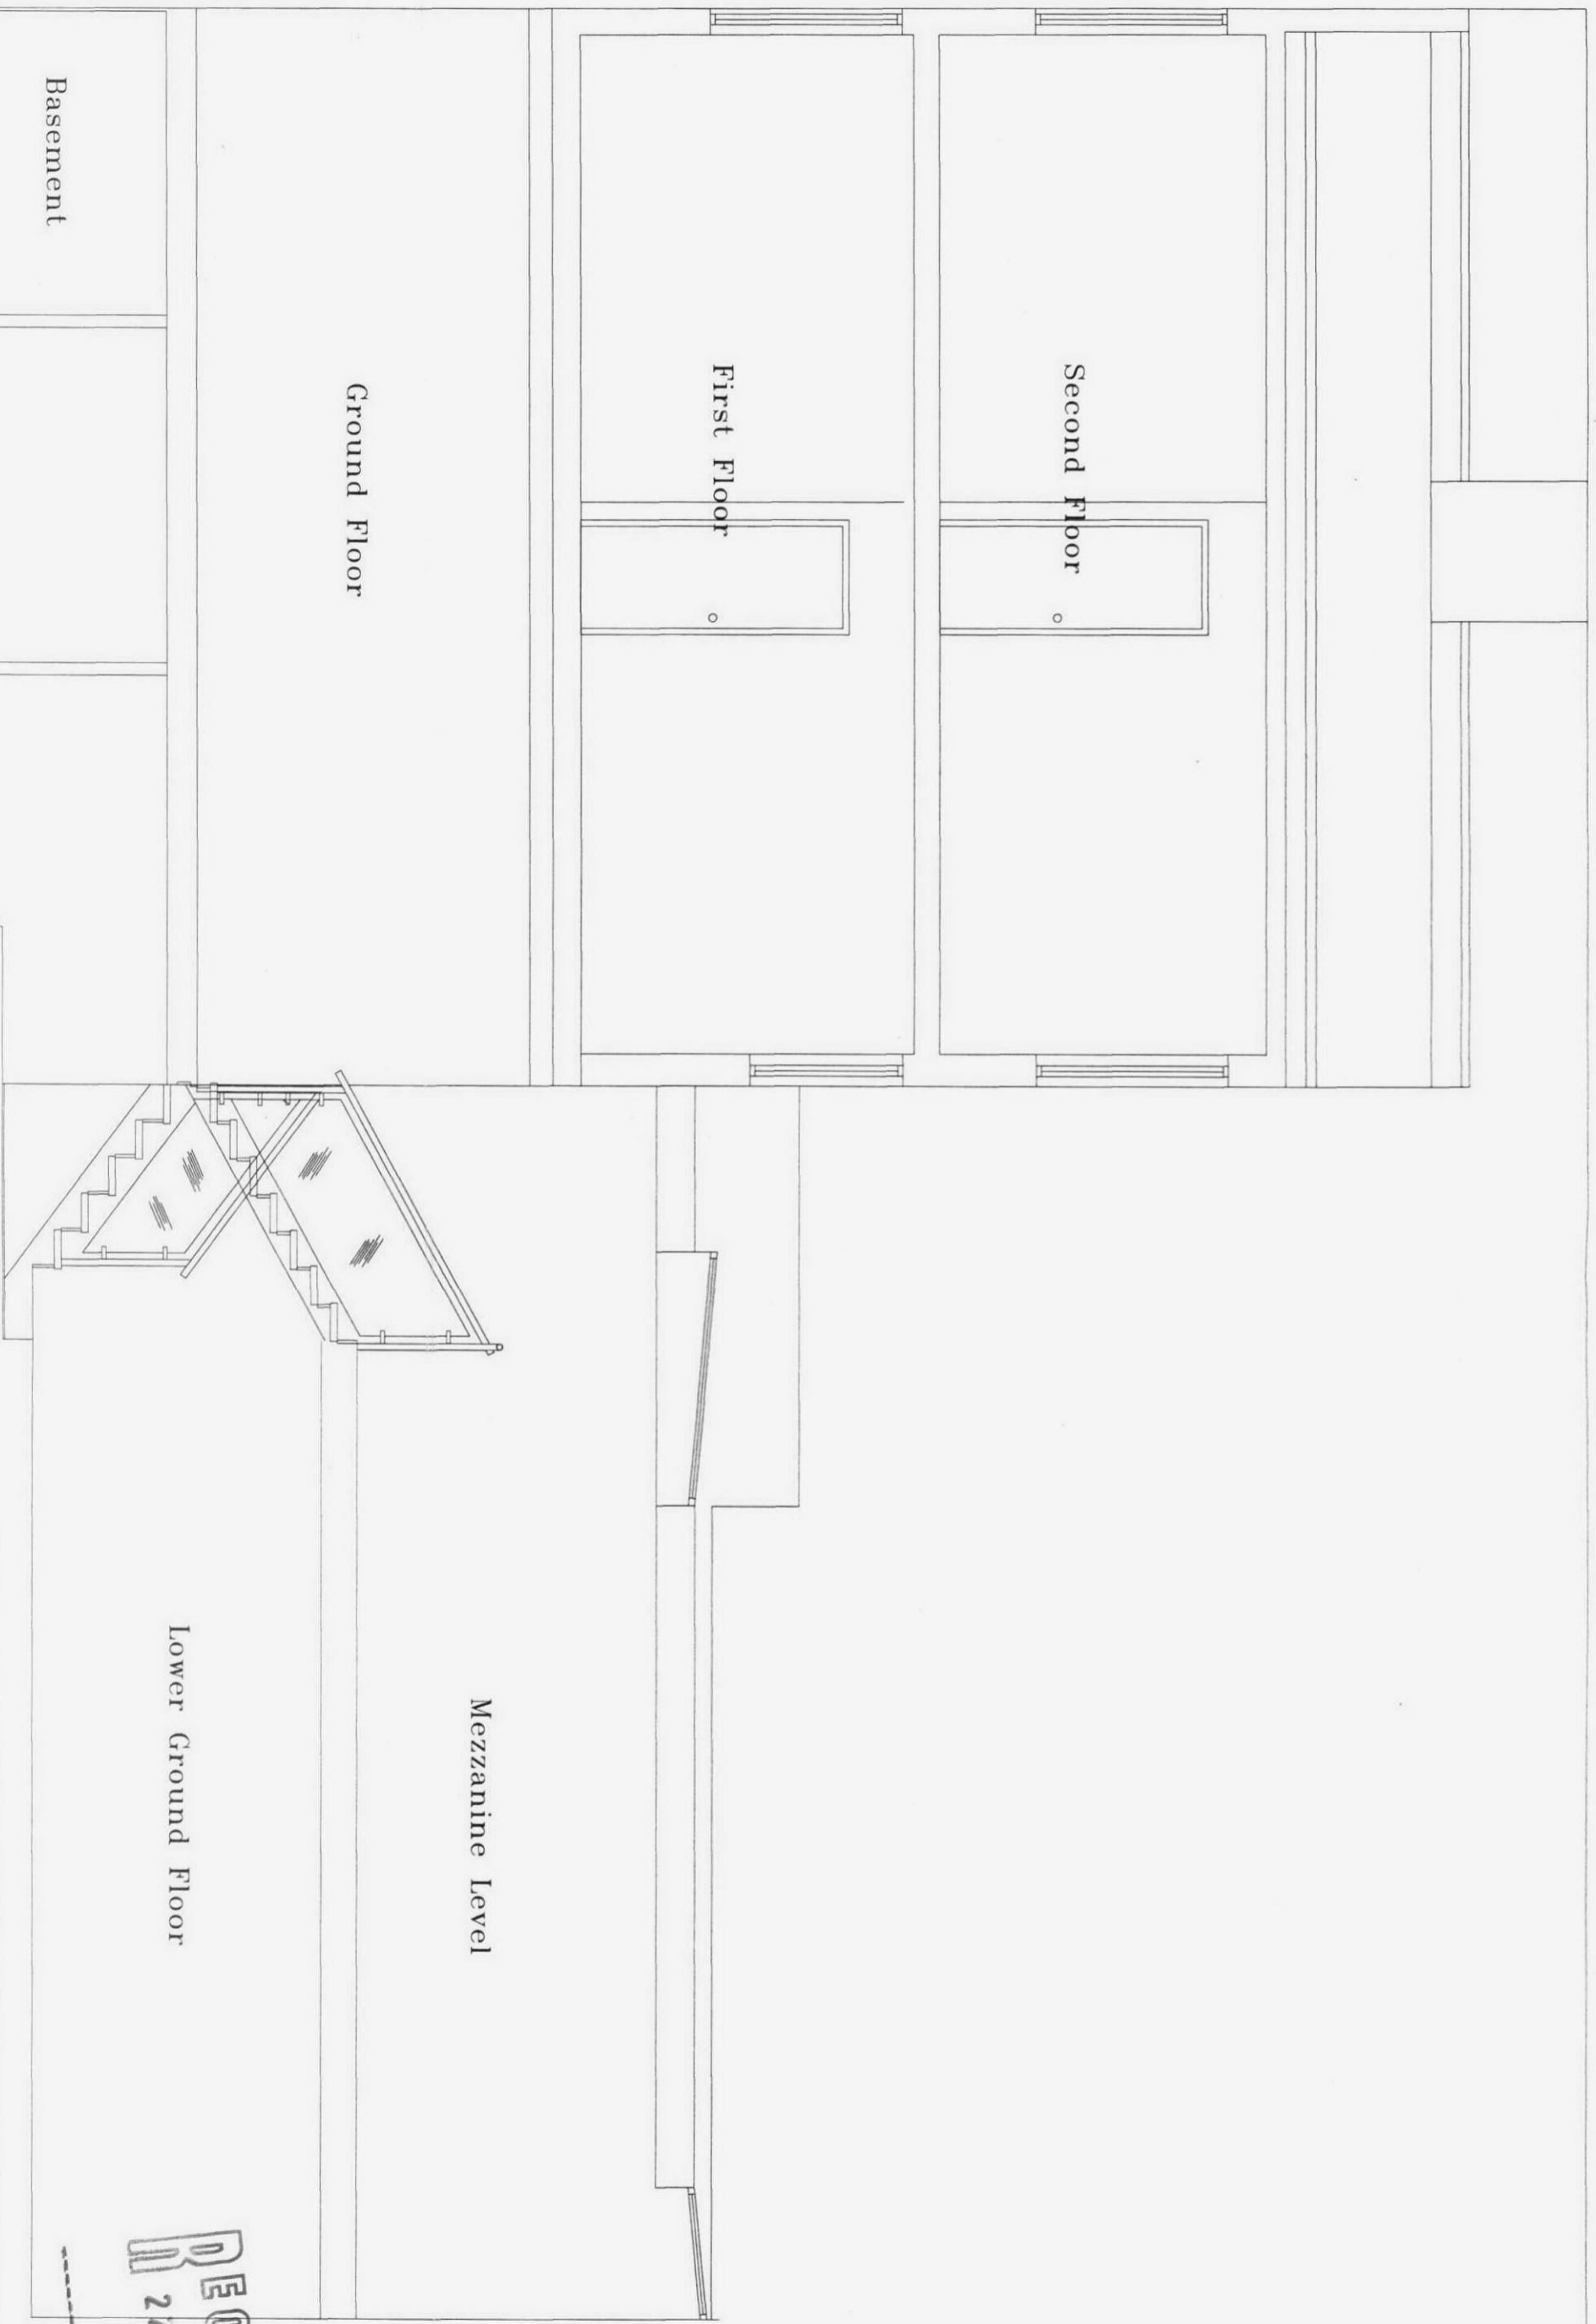 Second Floor
First Floor
Ground Floor
Mezzanine Level
Lower Ground Floor
Basement